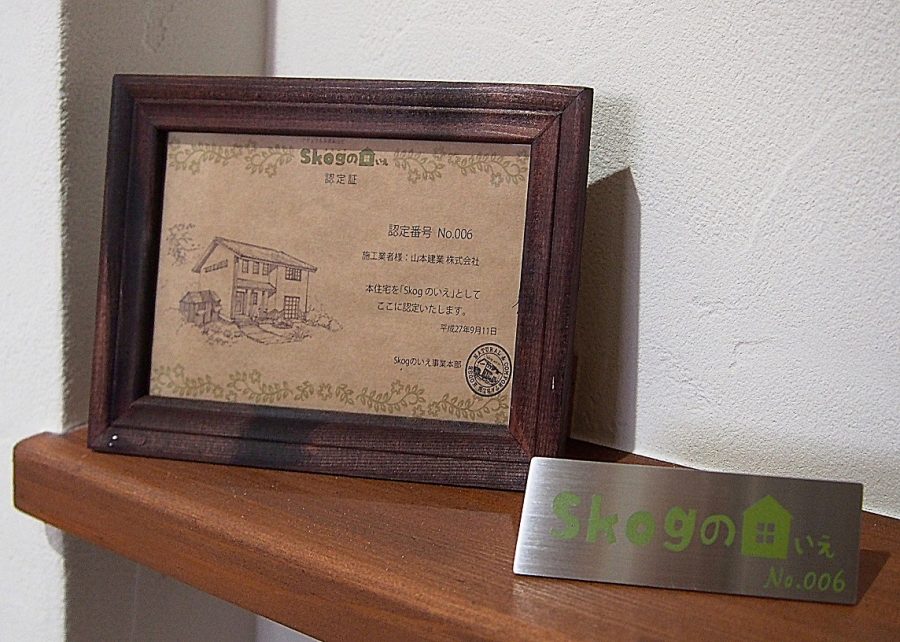 Skogのいえ
認定証
認定番号 No.006
施工業者様：山本建業 株式会社
本住宅を「Skog のいえ」として
ここに認定いたします。
平成27年9月11日
Skogのいえ事業本部
NATURAL &
Skogのいえ
No.006